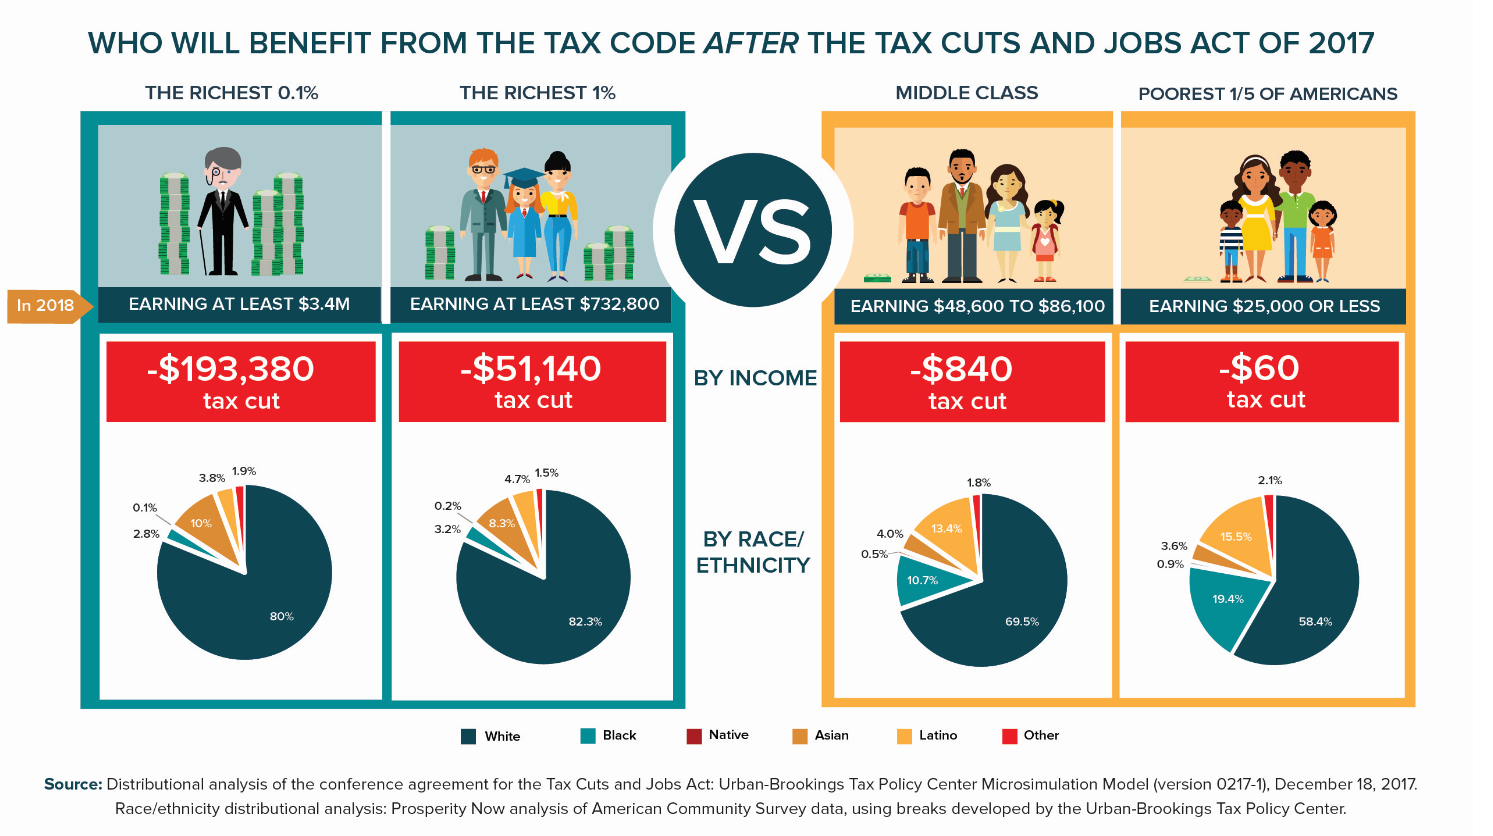 WHO WILL BENEFIT FROM THE TAX CODE AFTER THE TAX CUTS AND JOBS ACT OF 2017
THE RICHEST 0.1%
THE RICHEST 1%
MIDDLE CLASS
POOREST 1/5 OF AMERICANS
VS
In 2018
EARNING AT LEAST $3.4M
EARNING AT LEAST $732,800
EARNING $48,600 TO $86,100
EARNING $25,000 OR LESS
-$193,380
tax cut
-$51,140
tax cut
BY INCOME
-$840
tax cut
-$60
tax cut
1.9%
3.8%
0.1%
10%
2.8%
80%
1.5%
4.7%
0.2%
8.3%
3.2%
82.3%
BY RACE/
ETHNICITY
1.8%
13.4%
4.0%
0.5%
10.7%
69.5%
2.1%
15.5%
3.6%
0.9%
19.4%
58.4%
White
Black
Native
Asian
Latino
Other
Source: Distributional analysis of the conference agreement for the Tax Cuts and Jobs Act: Urban-Brookings Tax Policy Center Microsimulation Model (version 0217-1), December 18, 2017.
Race/ethnicity distributional analysis: Prosperity Now analysis of American Community Survey data, using breaks developed by the Urban-Brookings Tax Policy Center.